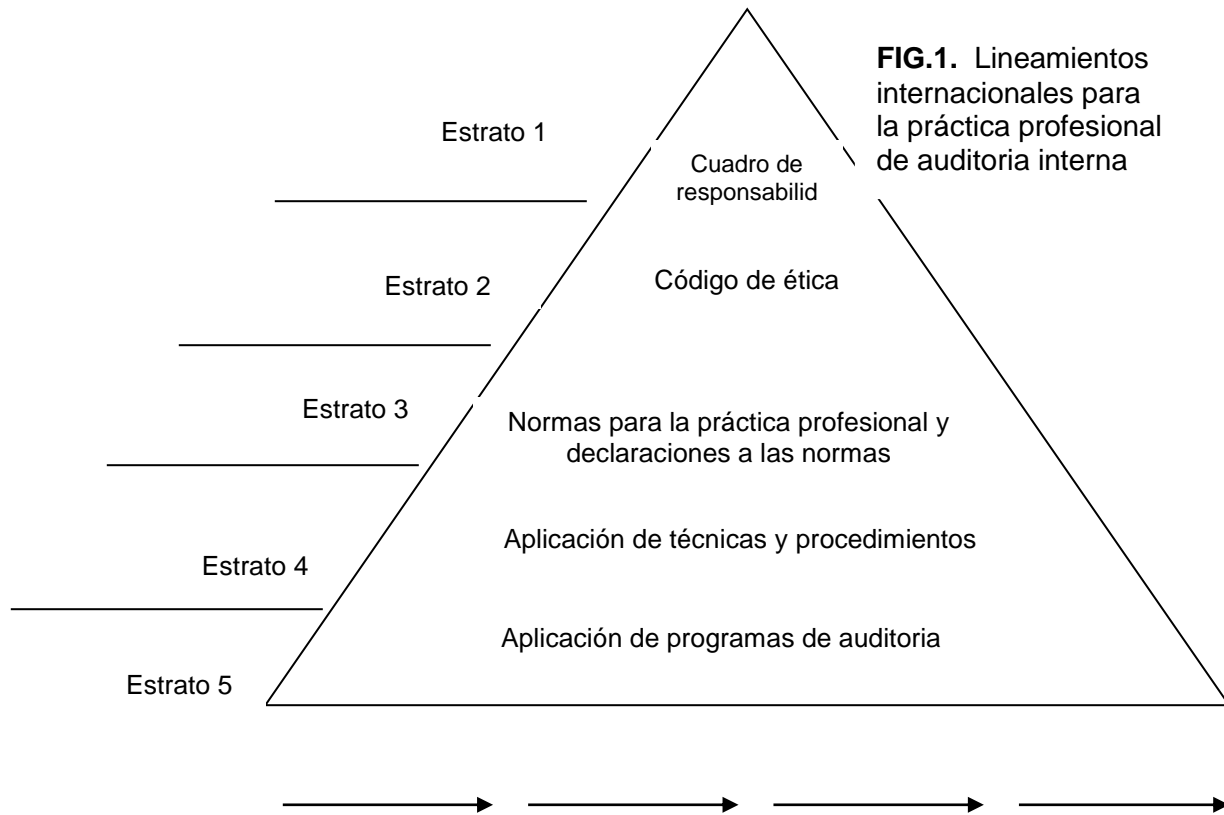 FIG.1. Lineamientos
internacionales para
la práctica profesional
de auditoria interna
Estrato 1
Cuadro de
responsabilid
Estrato 2
Código de ética
Estrato 3
Normas para la práctica profesional y
declaraciones a las normas
Estrato 4
Aplicación de técnicas y procedimientos
Estrato 5
Aplicación de programas de auditoria